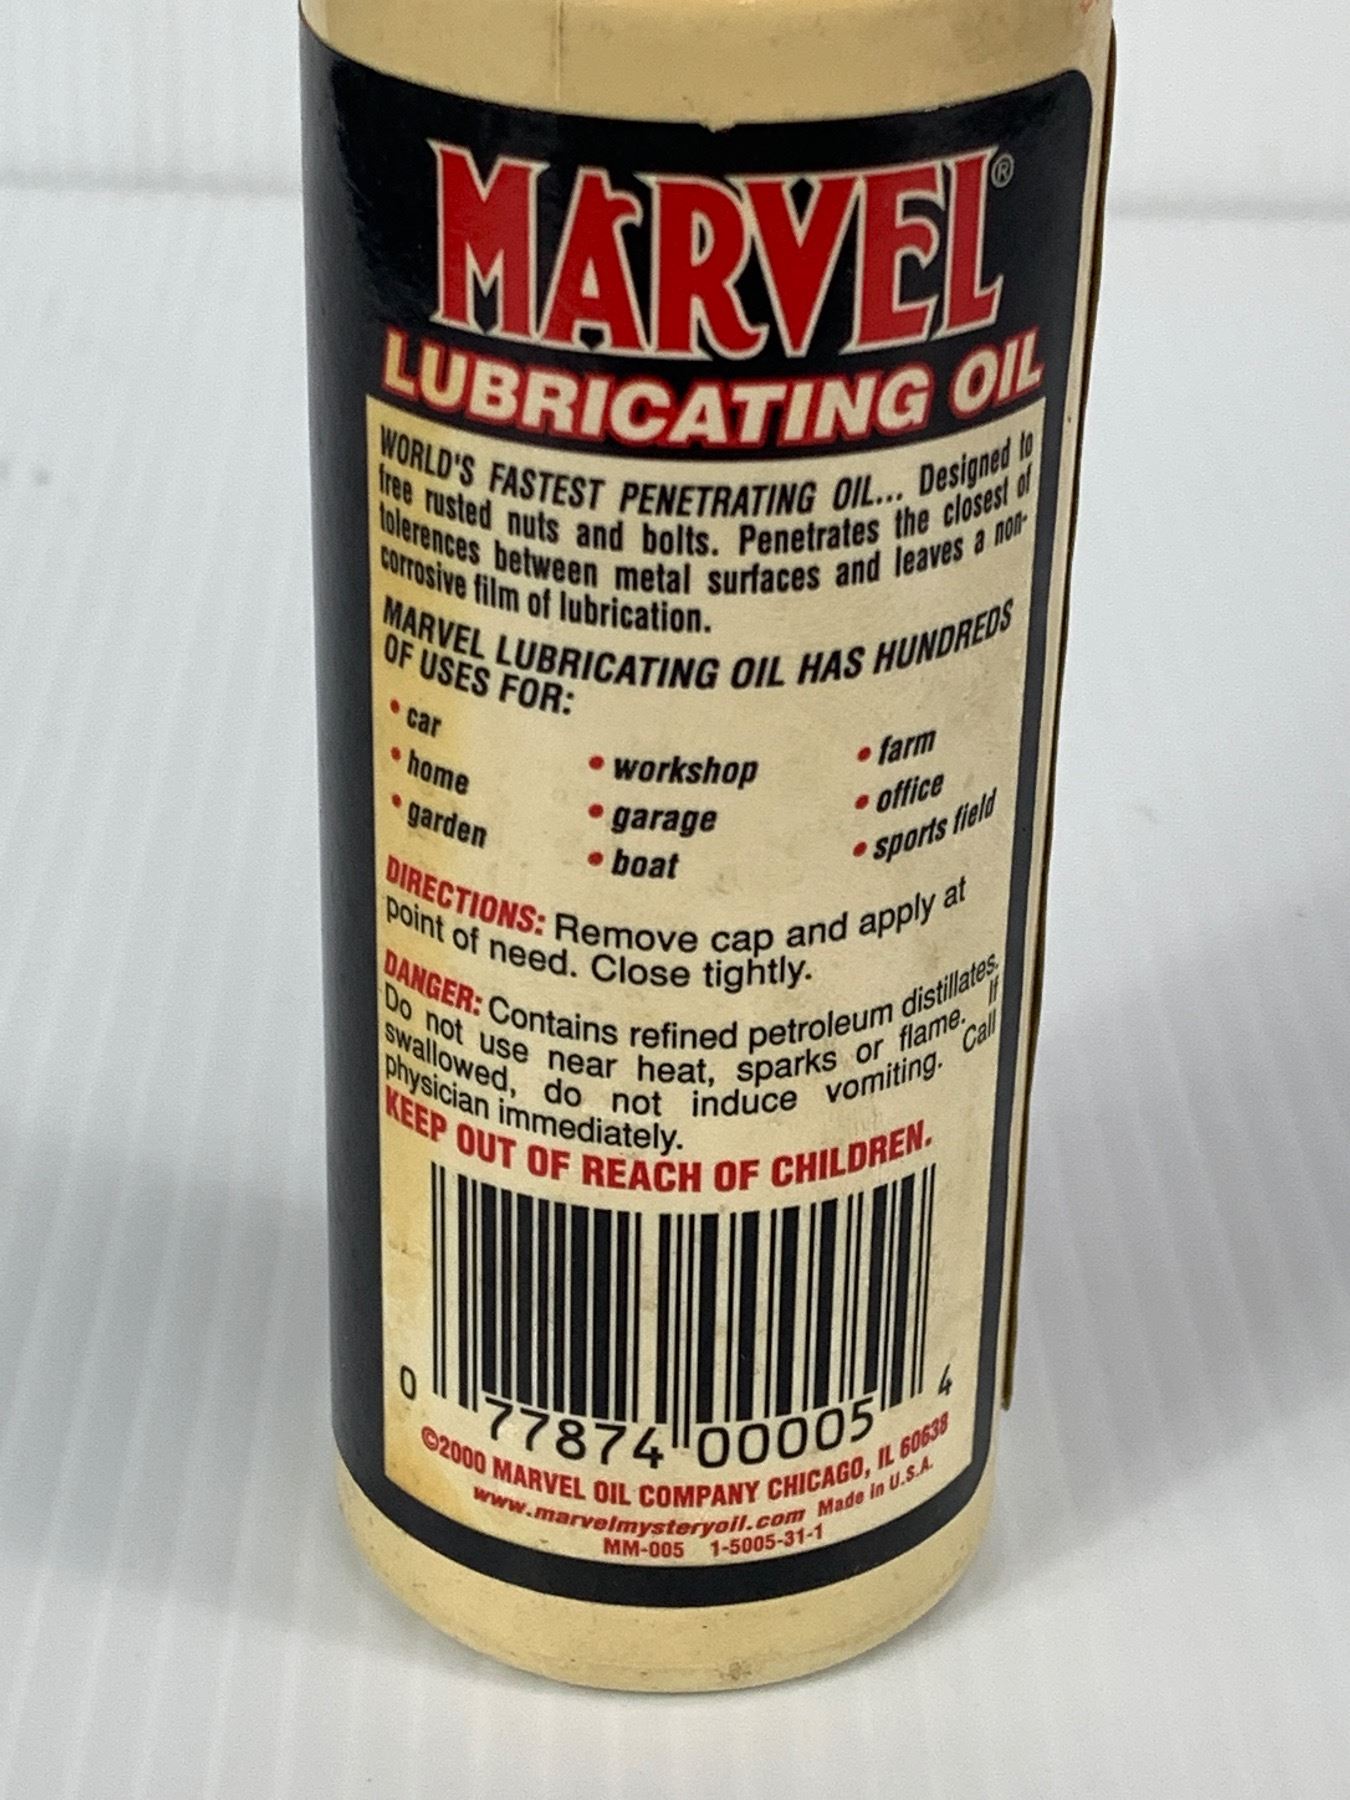 MARVEL®
LUBRICATING OIL
WORLD'S FASTEST PENETRATING OIL... Designed to
free rusted nuts and bolts. Penetrates the closest of
tolerences between metal surfaces and leaves a non-
corrosive film of lubrication.
MARVEL LUBRICATING OIL HAS HUNDREDS
OF USES FOR:
• car
• home
• garden
• workshop
• garage
• boat
• farm
• office
• sports field
DIRECTIONS: Remove cap and apply at
point of need. Close tightly.
DANGER: Contains refined petroleum distillates.
Do not use near heat, sparks or flame. If
swallowed, do not induce vomiting. Call
physician immediately.
KEEP OUT OF REACH OF CHILDREN.
0 77874 00005 4
©2000 MARVEL OIL COMPANY CHICAGO, IL 60638
www.marvelmysteryoil.com Made in U.S.A.
MM-005 1-5005-31-1